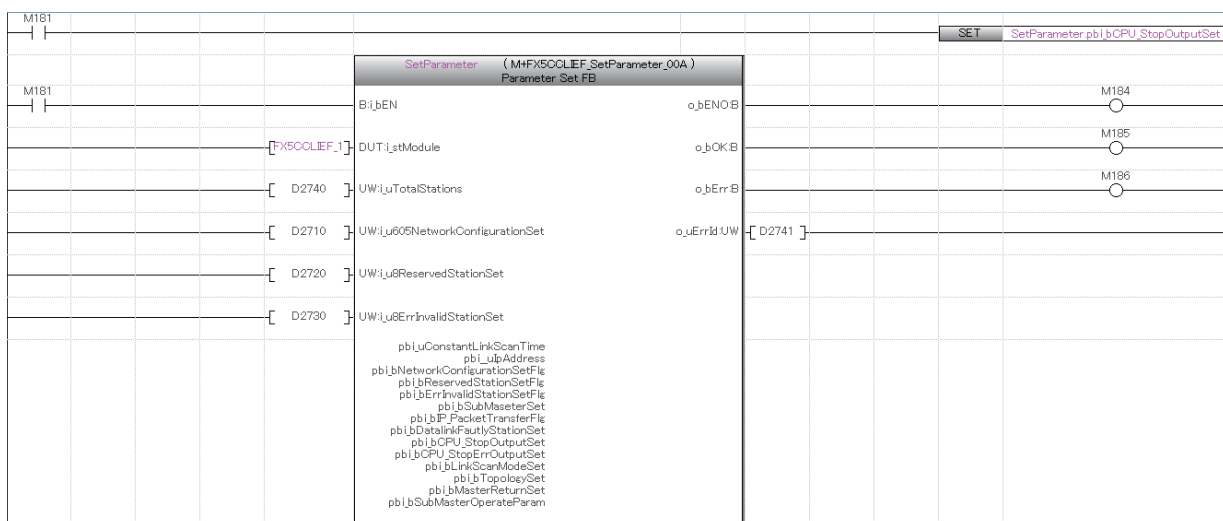 M181
SET SetParameter.pbi_bCPU_StopOutputSet
SetParameter (M+FX5CCLIEF_SetParameter_00A)
Parameter Set FB
M181
B:i_bEN o_bENO:B
M184
FX5CCLIEF_1 DUT:i_stModule o_bOK:B
M185
D2740 UW:i_uTotalStations o_bErr:B
M186
D2710 UW:i_u605NetworkConfigurationSet o_uErrId:UW D2741
D2720 UW:i_u8ReservedStationSet
D2730 UW:i_u8ErrInvalidStationSet
pbi_uConstantLinkScanTime
pbi_uIpAddress
pbi_bNetworkConfigurationSetFlg
pbi_bReservedStationSetFlg
pbi_bErrInvalidStationSetFlg
pbi_bSubMaseterSet
pbi_bIP_PacketTransferFlg
pbi_bDatalinkFautlyStationSet
pbi_bCPU_StopOutputSet
pbi_bCPU_StopErrOutputSet
pbi_bLinkScanModeSet
pbi_bTopologySet
pbi_bMasterReturnSet
pbi_bSubMasterOperateParam